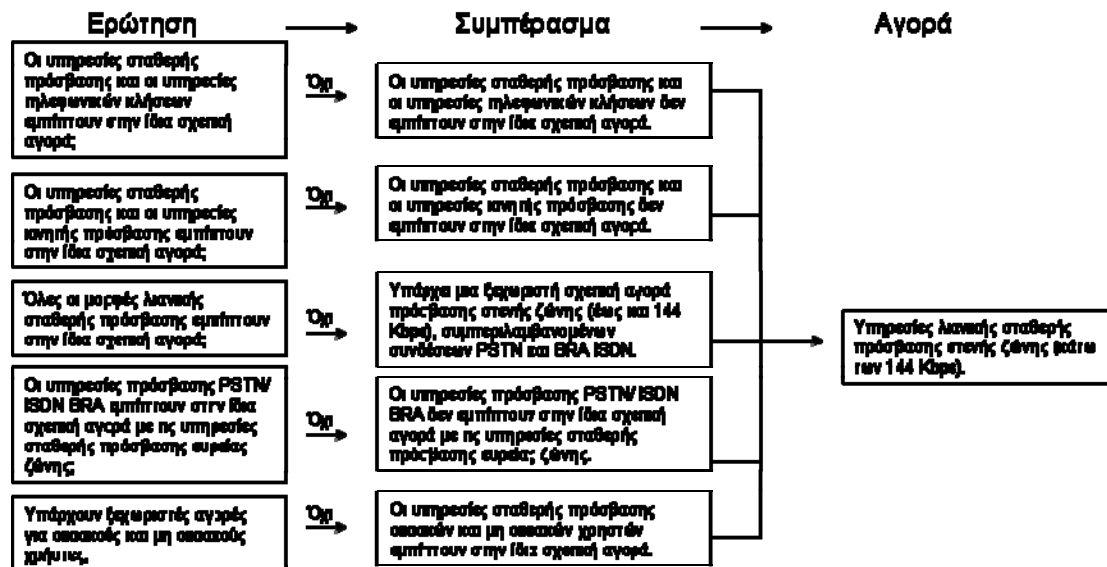 Ερώτηση
Συμπέρασμα
Αγορά
Οι υπηρεσίες σταθερής
πρόσβασης και οι υπηρεσίες
τηλεφωνικών κλήσεων
εμπίπτουν στην ίδια σχετική
αγορά;
Όχι
Οι υπηρεσίες σταθερής πρόσβασης και
οι υπηρεσίες τηλεφωνικών κλήσεων δεν
εμπίπτουν στην ίδια σχετική αγορά.
Οι υπηρεσίες σταθερής
πρόσβασης και οι υπηρεσίες
κινητής πρόσβασης εμπίπτουν
στην ίδια σχετική αγορά;
Όχι
Οι υπηρεσίες σταθερής πρόσβασης και
οι υπηρεσίες κινητής πρόσβασης δεν
εμπίπτουν στην ίδια σχετική αγορά.
Όλες οι μορφές λιανικής
σταθερής πρόσβασης εμπίπτουν
στην ίδια σχετική αγορά;
Όχι
Υπάρχει μια ξεχωριστή σχετική αγορά
πρόσβασης στενής ζώνης (έως και 144
Kbps), συμπεριλαμβανομένων
συνδέσεων PSTN και BRA ISDN.
Οι υπηρεσίες πρόσβασης PSTN/
ISDN BRA εμπίπτουν στην ίδια
σχετική αγορά με τις υπηρεσίες
σταθερής πρόσβασης ευρείας
ζώνης;
Όχι
Οι υπηρεσίες πρόσβασης PSTN/ ISDN
BRA δεν εμπίπτουν στην ίδια σχετική
αγορά με τις υπηρεσίες σταθερής
πρόσβασης ευρείας ζώνης.
Υπάρχουν ξεχωριστές αγορές
για οικιακούς και μη οικιακούς
χρήστες;
Όχι
Οι υπηρεσίες σταθερής πρόσβασης
οικιακών και μη οικιακών χρηστών
εμπίπτουν στην ίδια σχετική αγορά.
Υπηρεσίες λιανικής σταθερής
πρόσβασης στενής ζώνης (κάτω
των 144 Kbps).